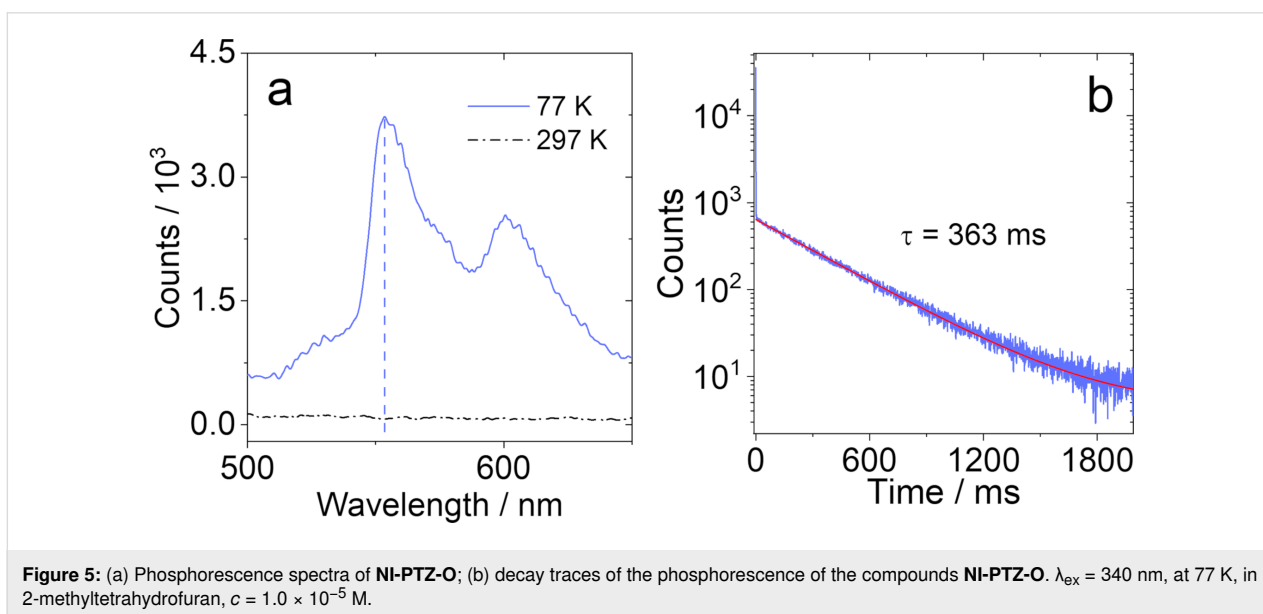 a
4.5
3.0
1.5
0.0
Counts / 10³
77 K
297 K
500
600
Wavelength / nm
b
10⁴
10³
10²
10¹
Counts
τ = 363 ms
0
600
1200
1800
Time / ms
Figure 5: (a) Phosphorescence spectra of NI-PTZ-O; (b) decay traces of the phosphorescence of the compounds NI-PTZ-O. λex = 340 nm, at 77 K, in
2-methyltetrahydrofuran, c = 1.0 × 10⁻⁵ M.